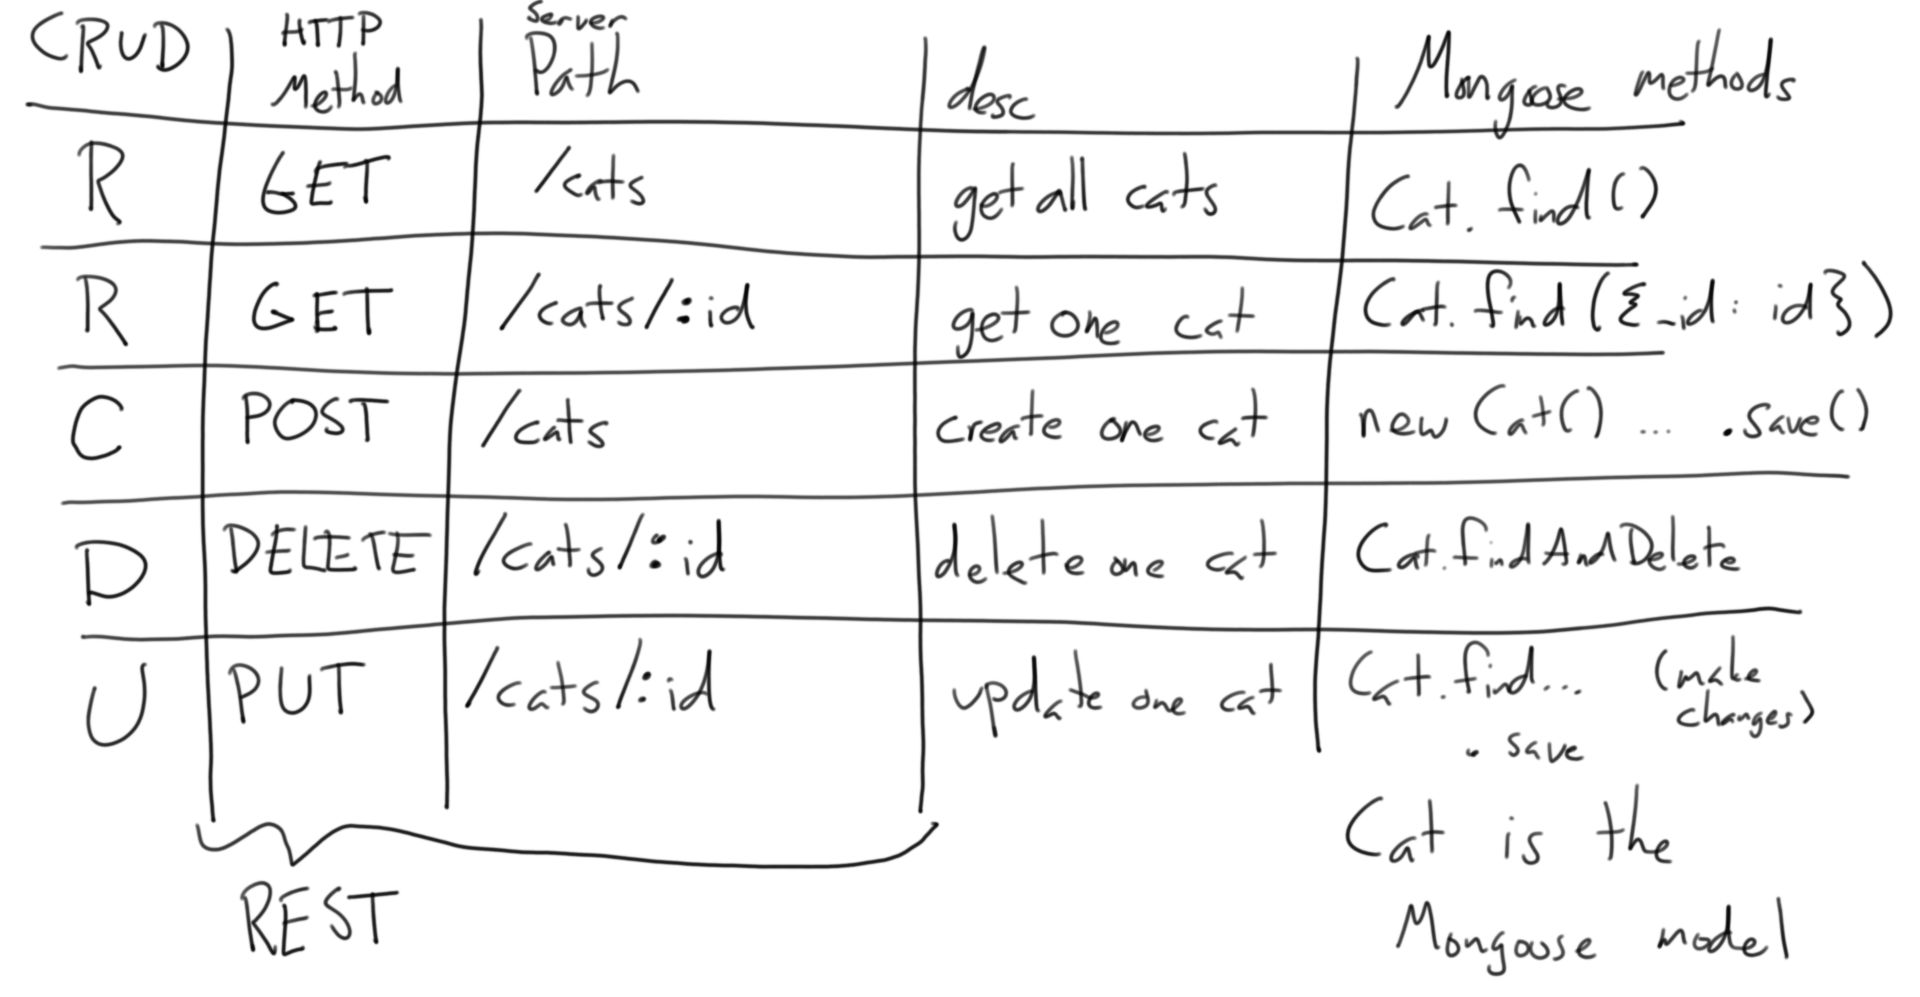 CRUD HTTP Method Server Path desc Mongoose methods
R GET /cats get all cats Cat.find()
R GET /cats/:id get one cat Cat.find({_id: id})
C POST /cats create one cat new Cat() ... .save()
D DELETE /cats/:id delete one cat Cat.findAndDelete
U PUT /cats/:id update one cat Cat.find... (make changes)
.save
REST
Cat is the
Mongoose model